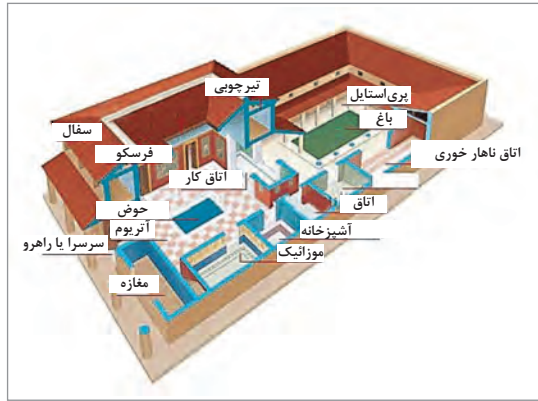 تیرچوبی
پری‌استایل
باغ
سفال
فرسکو
اتاق ناهار خوری
اتاق کار
اتاق
حوض
آتریوم
آشپزخانه
سرسرا یا راهرو
موزائیک
مغازه